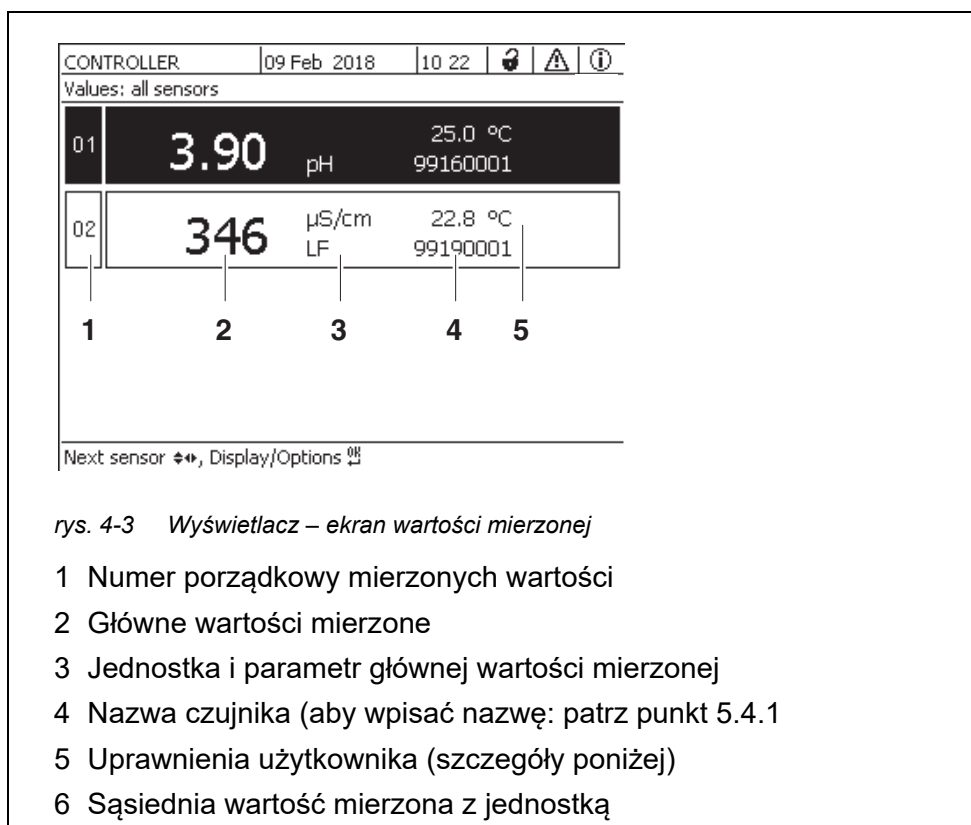 CONTROLLER 09 Feb 2018 10 22
Values: all sensors
01 3.90 pH 25.0 °C 99160001
02 346 µS/cm LF 22.8 °C 99190001
1 2 3 4 5
Next sensor, Display/Options OK
rys. 4-3 Wyświetlacz – ekran wartości mierzonej
1 Numer porządkowy mierzonych wartości
2 Główne wartości mierzone
3 Jednostka i parametr głównej wartości mierzonej
4 Nazwa czujnika (aby wpisać nazwę: patrz punkt 5.4.1
5 Uprawnienia użytkownika (szczegóły poniżej)
6 Sąsiednia wartość mierzona z jednostką